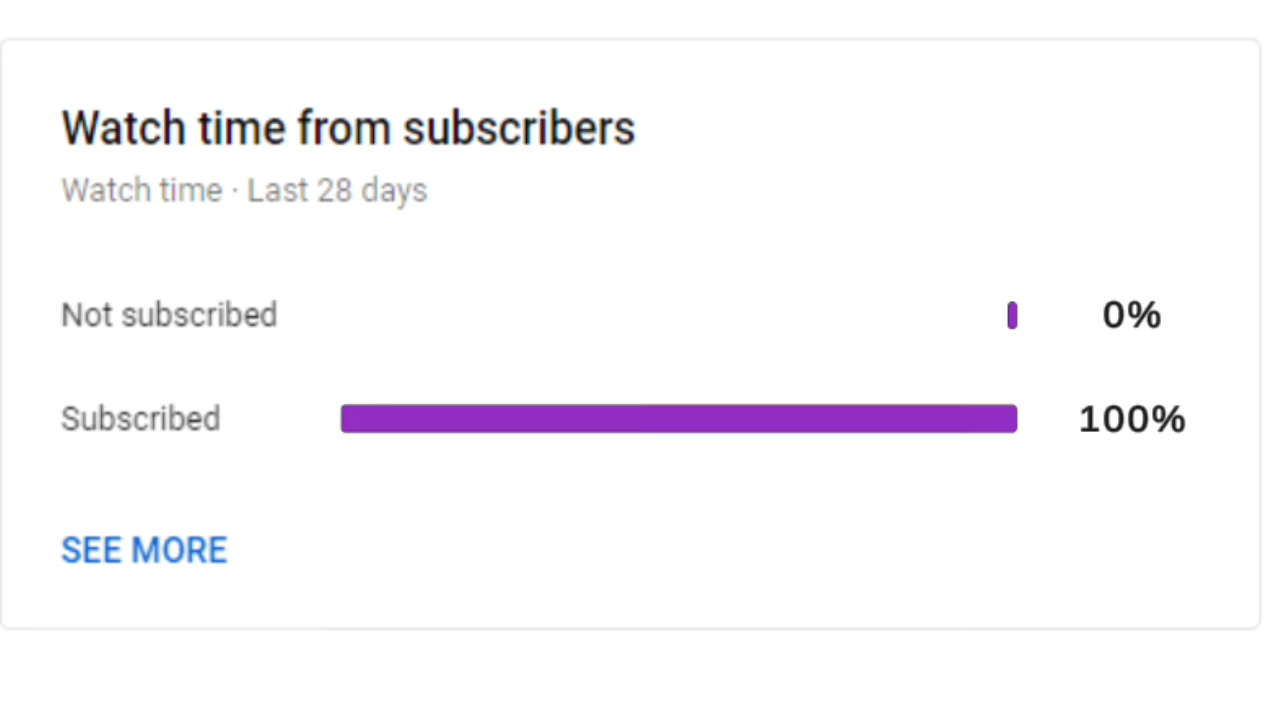 Watch time from subscribers
Watch time · Last 28 days
Not subscribed 0%
Subscribed 100%
SEE MORE